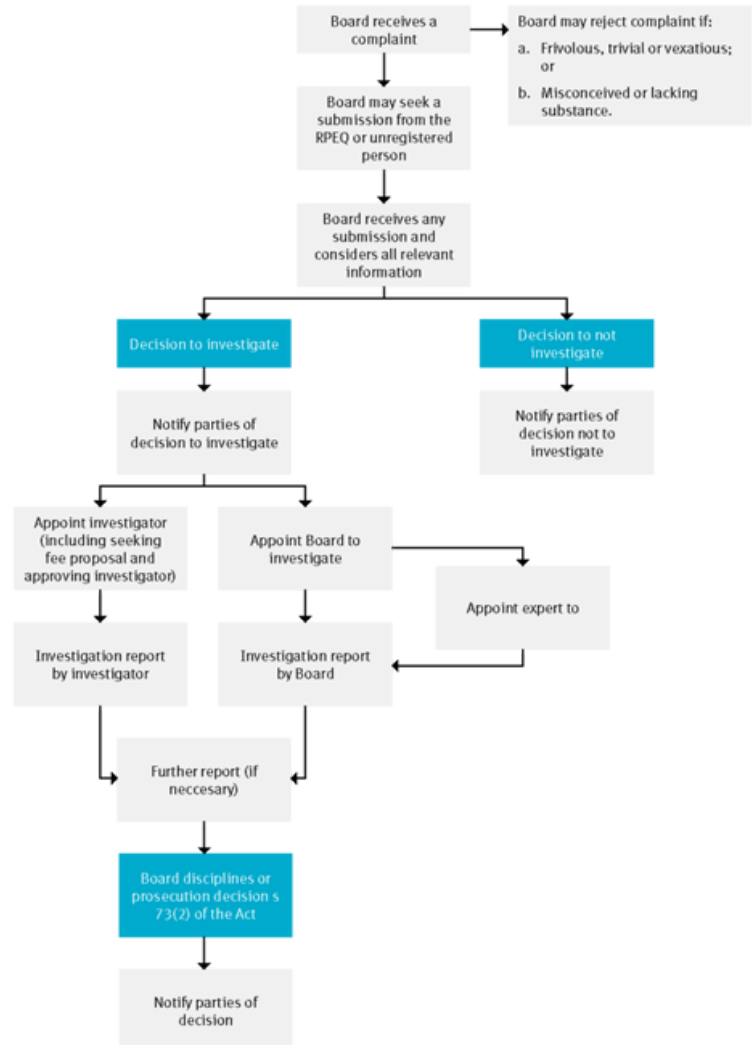 Board receives a
complaint
Board may reject complaint if:
a. Frivolous, trivial or vexatious;
or
b. Misconceived or lacking
substance.
Board may seek a
submission from the
RPEQ or unregistered
person
Board receives any
submission and
considers all relevant
information
Decision to investigate
Decision to not
investigate
Notify parties of
decision to investigate
Notify parties of
decision not to
investigate
Appoint investigator
(including seeking
fee proposal and
approving investigator)
Appoint Board to
investigate
Appoint expert to
Investigation report
by investigator
Investigation report
by Board
Further report (if
neccesary)
Board disciplines or
prosecution decision s
73(2) of the Act
Notify parties of
decision